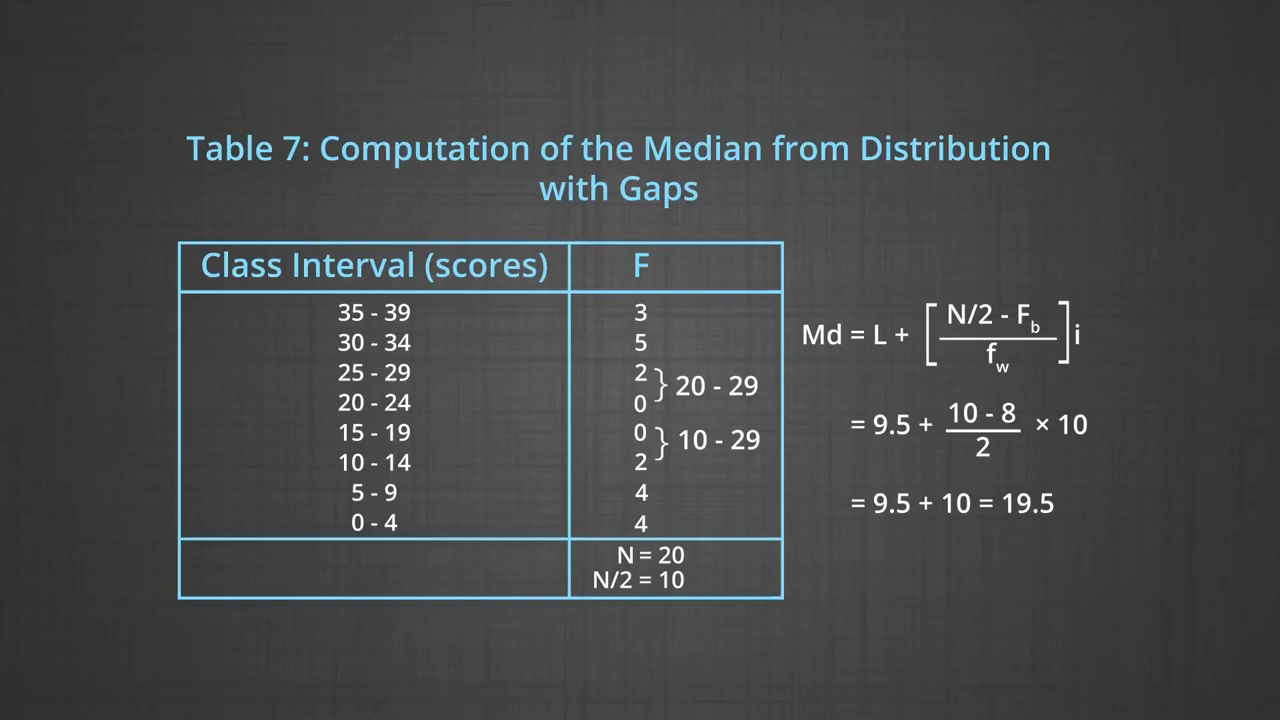 Table 7: Computation of the Median from Distribution
with Gaps
Class Interval (scores) F
35 - 39 3
30 - 34 5
25 - 29 2
20 - 24 0
} 20 - 29
15 - 19 0
10 - 14 2
} 10 - 29
5 - 9 4
0 - 4 4
N = 20
N/2 = 10
Md = L + [ (N/2 - F_b) / f_w ] i
= 9.5 + (10 - 8) / 2 × 10
= 9.5 + 10 = 19.5